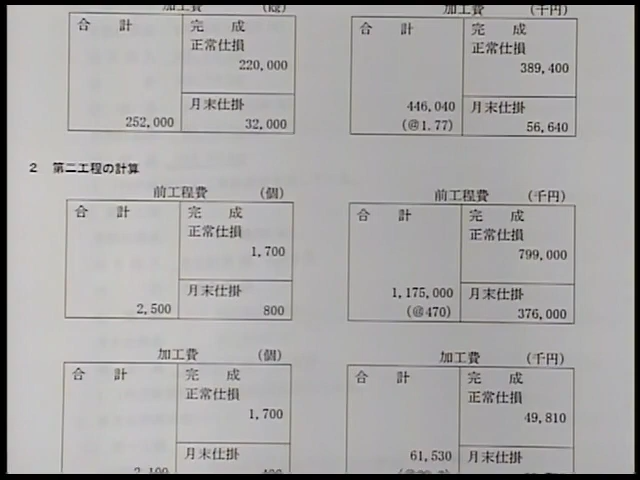 加工費 (kg) 加工費 (千円)
合 計 完 成 合 計 完 成
正常仕損 正常仕損
220,000 389,400
月末仕掛 446,040 月末仕掛
252,000 32,000 (@1.77) 56,640
2 第二工程の計算
前工程費 (個) 前工程費 (千円)
合 計 完 成 合 計 完 成
正常仕損 正常仕損
1,700 799,000
月末仕掛 1,175,000 月末仕掛
2,500 800 (@470) 376,000
加工費 (個) 加工費 (千円)
合 計 完 成 合 計 完 成
正常仕損 正常仕損
1,700 49,810
月末仕掛 61,530 月末仕掛